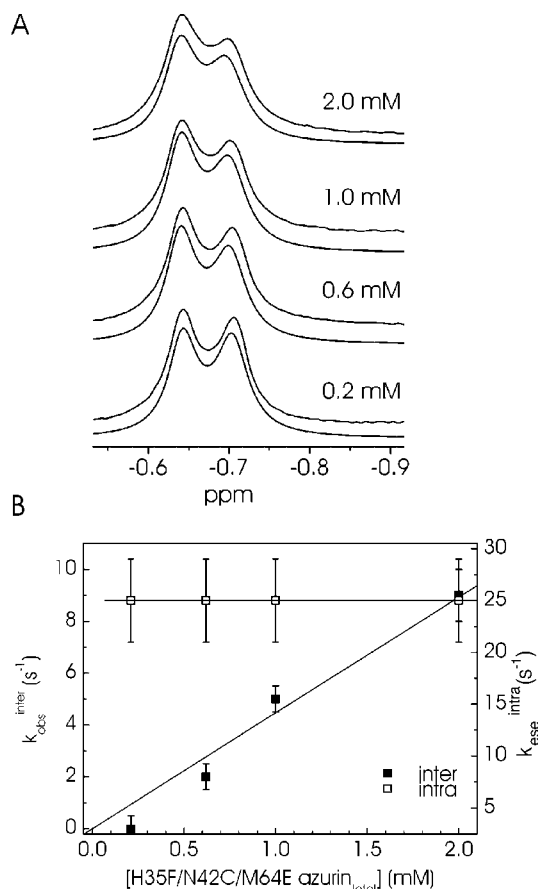 A
2.0 mM
1.0 mM
0.6 mM
0.2 mM
-0.6 -0.7 -0.8 -0.9
ppm
B
10
8
6
4
2
0
k_obs^inter (s^-1)
30
25
20
15
10
5
k_ese^intra (s^-1)
inter
intra
0.0 0.5 1.0 1.5 2.0
[H35F/N42C/M64E azurin_total] (mM)